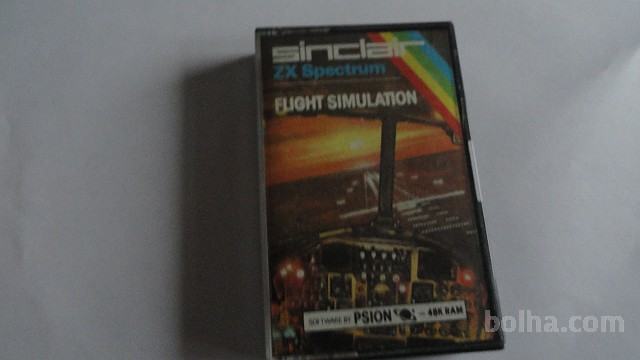 sinclair
ZX Spectrum
FLIGHT SIMULATION
SOFTWARE BY PSION 48K RAM
bolha.com